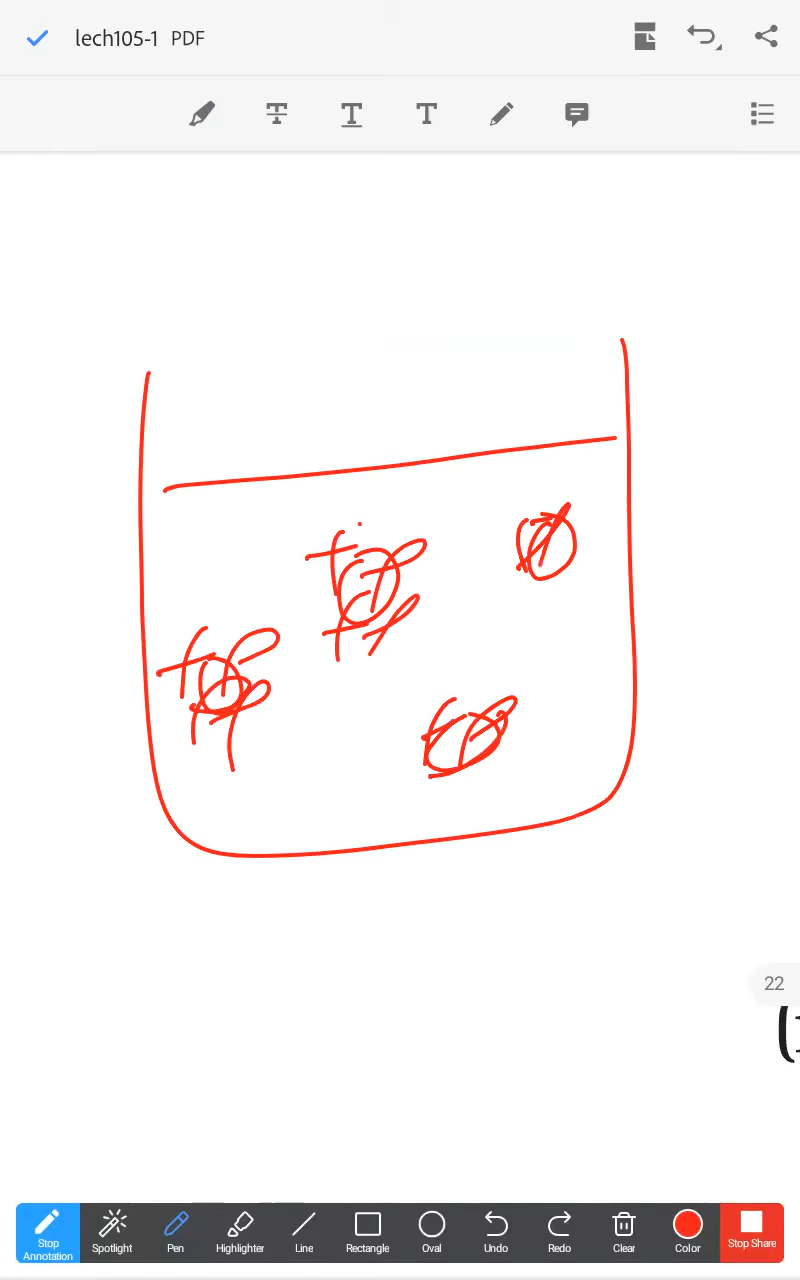 lech105-1 PDF
22
Stop Annotation
Spotlight
Pen
Highlighter
Line
Rectangle
Oval
Undo
Redo
Clear
Color
Stop Share